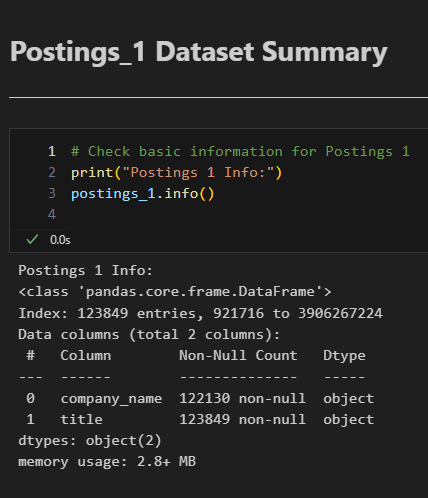 Postings_1 Dataset Summary
1 # Check basic information for Postings 1
2 print("Postings 1 Info:")
3 postings_1.info()
4
0.0s
Postings 1 Info:
<class 'pandas.core.frame.DataFrame'>
Index: 123849 entries, 921716 to 3906267224
Data columns (total 2 columns):
 #   Column        Non-Null Count   Dtype
---  ------        --------------   -----
 0   company_name  122130 non-null  object
 1   title         123849 non-null  object
dtypes: object(2)
memory usage: 2.8+ MB